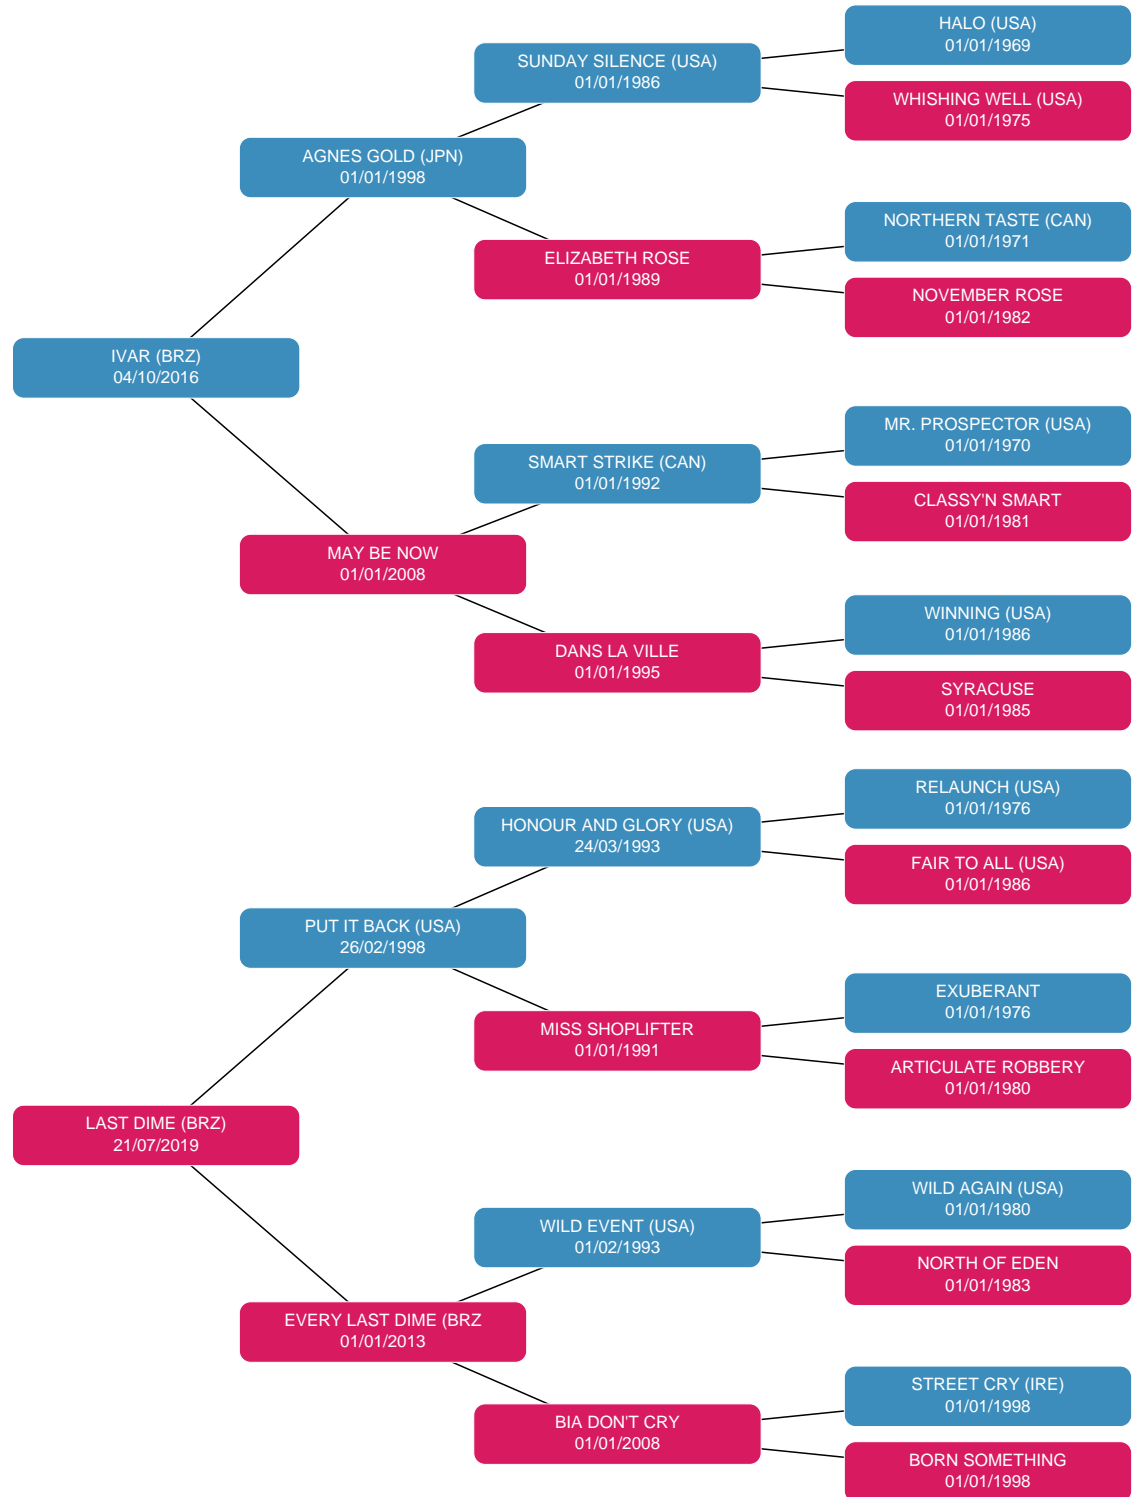 HALO (USA)
01/01/1969
SUNDAY SILENCE (USA)
01/01/1986
WHISHING WELL (USA)
01/01/1975
AGNES GOLD (JPN)
01/01/1998
NORTHERN TASTE (CAN)
01/01/1971
ELIZABETH ROSE
01/01/1989
NOVEMBER ROSE
01/01/1982
IVAR (BRZ)
04/10/2016
MR. PROSPECTOR (USA)
01/01/1970
SMART STRIKE (CAN)
01/01/1992
CLASSY'N SMART
01/01/1981
MAY BE NOW
01/01/2008
WINNING (USA)
01/01/1986
DANS LA VILLE
01/01/1995
SYRACUSE
01/01/1985
RELAUNCH (USA)
01/01/1976
HONOUR AND GLORY (USA)
24/03/1993
FAIR TO ALL (USA)
01/01/1986
PUT IT BACK (USA)
26/02/1998
EXUBERANT
01/01/1976
MISS SHOPLIFTER
01/01/1991
ARTICULATE ROBBERY
01/01/1980
LAST DIME (BRZ)
21/07/2019
WILD AGAIN (USA)
01/01/1980
WILD EVENT (USA)
01/02/1993
NORTH OF EDEN
01/01/1983
EVERY LAST DIME (BRZ
01/01/2013
STREET CRY (IRE)
01/01/1998
BIA DON'T CRY
01/01/2008
BORN SOMETHING
01/01/1998